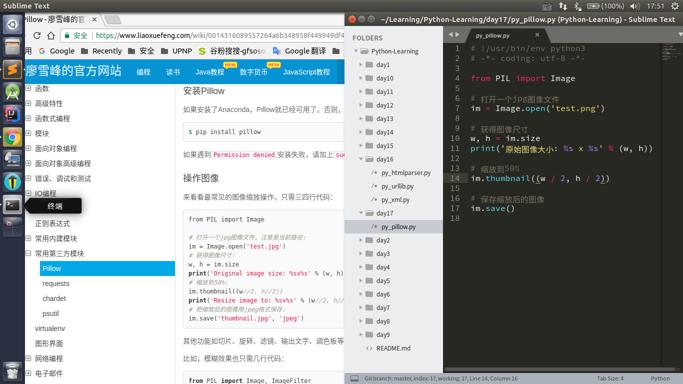 Sublime Text
(100%)
17:51
illow - 廖雪峰的官
安全 https://www.liaoxuefeng.com/wiki/0014316089557264a6b348958f449949df4
Google
Recovery
安全
UPNP
谷粉搜搜-gfsoso
Google 翻译
廖雪峰的官方网站
编程
读书
Java教程
数字货币
JavaScript教程
函数
高级特性
函数式编程
模块
面向对象编程
面向对象高级编程
错误、调试和测试
IO编程
终端
正则表达式
常用内建模块
常用第三方模块
Pillow
requests
chardet
psutil
virtualenv
图形界面
网络编程
电子邮件
安装Pillow
如果安装了Anaconda，Pillow就已经可用了。否则，
$ pip install pillow
如果遇到 Permission denied 安装失败，请加上
操作图像
来看看最常见的图像缩放操作，只需三四行代码：
from PIL import Image
# 打开一个jpg图像文件，注意是当前路径:
im = Image.open('test.jpg')
# 获得图像尺寸:
w, h = im.size
print('Original image size: %sx%s' % (w, h)
# 缩放到50%:
im.thumbnail((w//2, h//2))
print('Resize image to: %sx%s' % (w//2, h//
# 把缩放后的图像用jpeg格式保存:
im.save('thumbnail.jpg', 'jpeg')
其他功能如切片、旋转、滤镜、输出文字、调色板等
比如，模糊效果也只需几行代码：
from PIL import Image, ImageFilter
~/Learning/Python-Learning/day17/py_pillow.py (Python-Learning) - Sublime Text
FOLDERS
Python-Learning
day1
day10
day11
day12
day13
day14
day15
day16
py_htmlparser.py
py_urllib.py
py_xml.py
day17
py_pillow.py
day2
day3
day4
day5
day6
day7
day8
day9
README.md
py_pillow.py
1 # !/usr/bin/env python3
2 # -*- coding: utf-8 -*-
3
4 from PIL import Image
5
6 # 打开一个jpg图像文件
7 im = Image.open('test.png')
8
9 # 获得图像尺寸
10 w, h = im.size
11 print('原始图像大小: %s x %s' % (w, h))
12
13 # 缩放到50%
14 im.thumbnail((w / 2, h / 2))
15
16 # 保存缩放后的图像
17 im.save()
18
Git branch: master, index: 17, working: 17, Line 14, Column 16
Tab Size: 4
Python